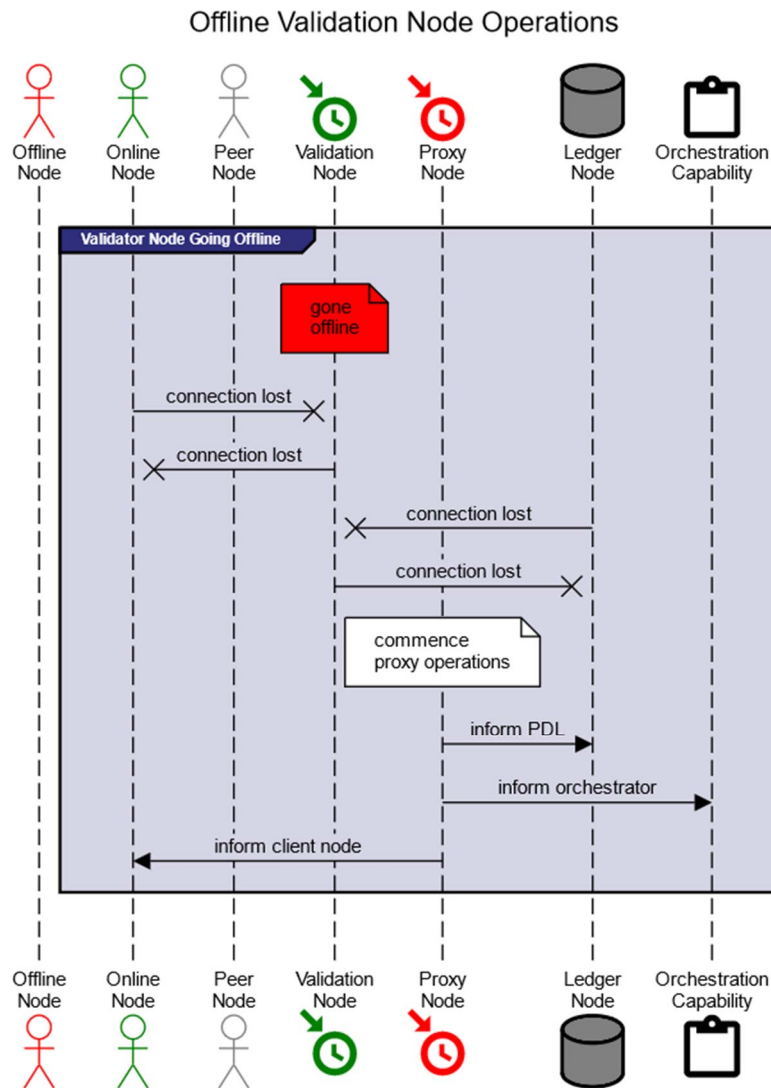 Offline Validation Node Operations
Offline Online Peer Validation Proxy Ledger Orchestration
Node Node Node Node Node Node Capability
Validator Node Going Offline
gone
offline
connection lost
connection lost
connection lost
connection lost
commence
proxy operations
inform PDL
inform orchestrator
inform client node
Offline Online Peer Validation Proxy Ledger Orchestration
Node Node Node Node Node Node Capability